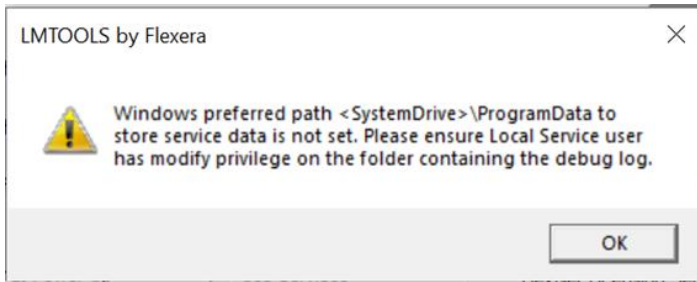 LMTOOLS by Flexera
Windows preferred path <SystemDrive>\ProgramData to
store service data is not set. Please ensure Local Service user
has modify privilege on the folder containing the debug log.
OK